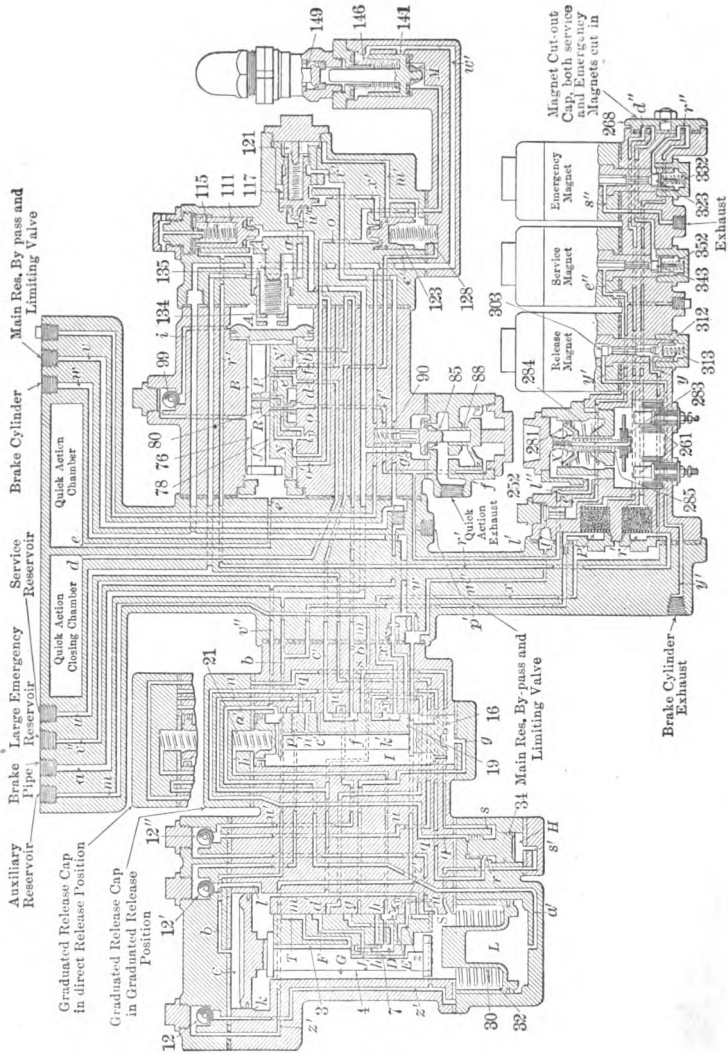 Auxiliary
Reservoir
Brake
Pipe
Large Emergency
Reservoir
Service
Reservoir
Brake Cylinder
Main Res. By pass and
Limiting Valve
Graduated Release Cap
in direct Release Position
Graduated Release Cap
in Graduated Release
Position
Quick Action
Closing Chamber
Quick Action
Chamber
12
12'
12"
21
80
76
78
99
i
134
135
115
111
117
121
149
146
141
M
w'
123
128
90
85
88
252
Quick
Action
Exhaust
3
4
7
30
32
L
T
F
G
J
D
E
H
s'
a'
34 Main Res. By-pass and
Limiting Valve
19
16
g
I
Magnet Cut-out
Cap, both service
and Emergency
Magnets cut in
268
d"
r"
Emergency
Magnet
Service
Magnet
Release
Magnet
s"
e"
y'
303
284
281
l"
285
261
283
y
313
312
343
352
323
332
Exhaust
Brake Cylinder
Exhaust